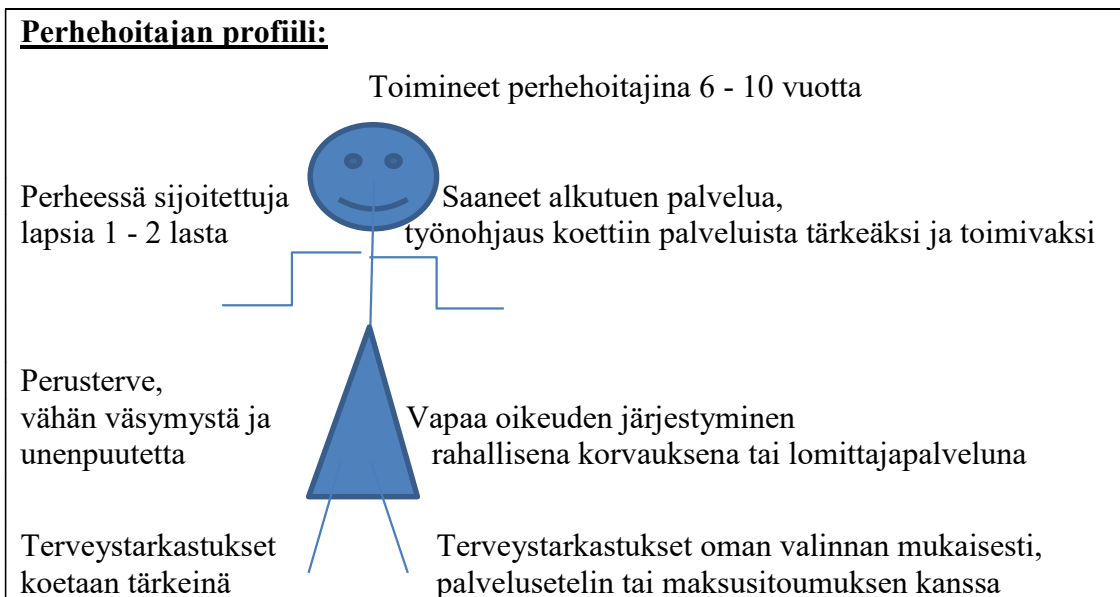 Perhehoitajan profiili:
Toimineet perhehoitajina 6 - 10 vuotta
Perheessä sijoitettuja
lapsia 1 - 2 lasta
Saaneet alkutuen palvelua,
työnohjaus koettiin palveluista tärkeäksi ja toimivaksi
Perusterve,
vähän väsymystä ja
unenpuutetta
Vapaa oikeuden järjestyminen
rahallisena korvauksena tai lomittajapalveluna
Terveystarkastukset
koetaan tärkeinä
Terveystarkastukset oman valinnan mukaisesti,
palvelusetelin tai maksusitoumuksen kanssa